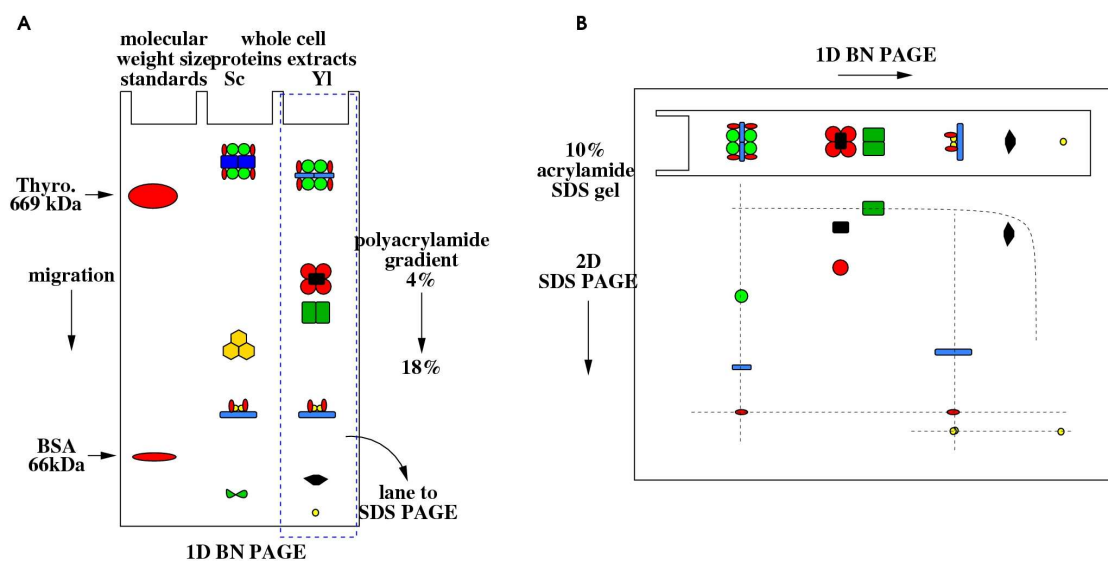 A
molecular
weight size
standards
whole cell
proteins extracts
Sc
Yl
Thyro.
669 kDa
migration
BSA
66kDa
polyacrylamide
gradient
4%
18%
lane to
SDS PAGE
1D BN PAGE
B
1D BN PAGE
10%
acrylamide
SDS gel
2D
SDS PAGE